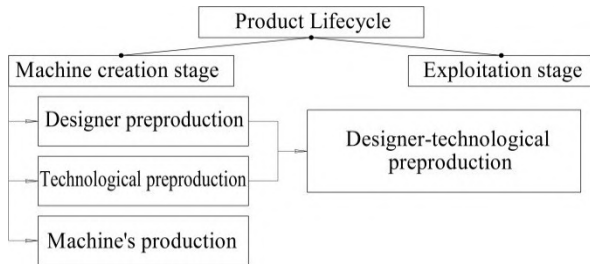 Product Lifecycle
Machine creation stage
Exploitation stage
Designer preproduction
Technological preproduction
Machine's production
Designer-technological
preproduction